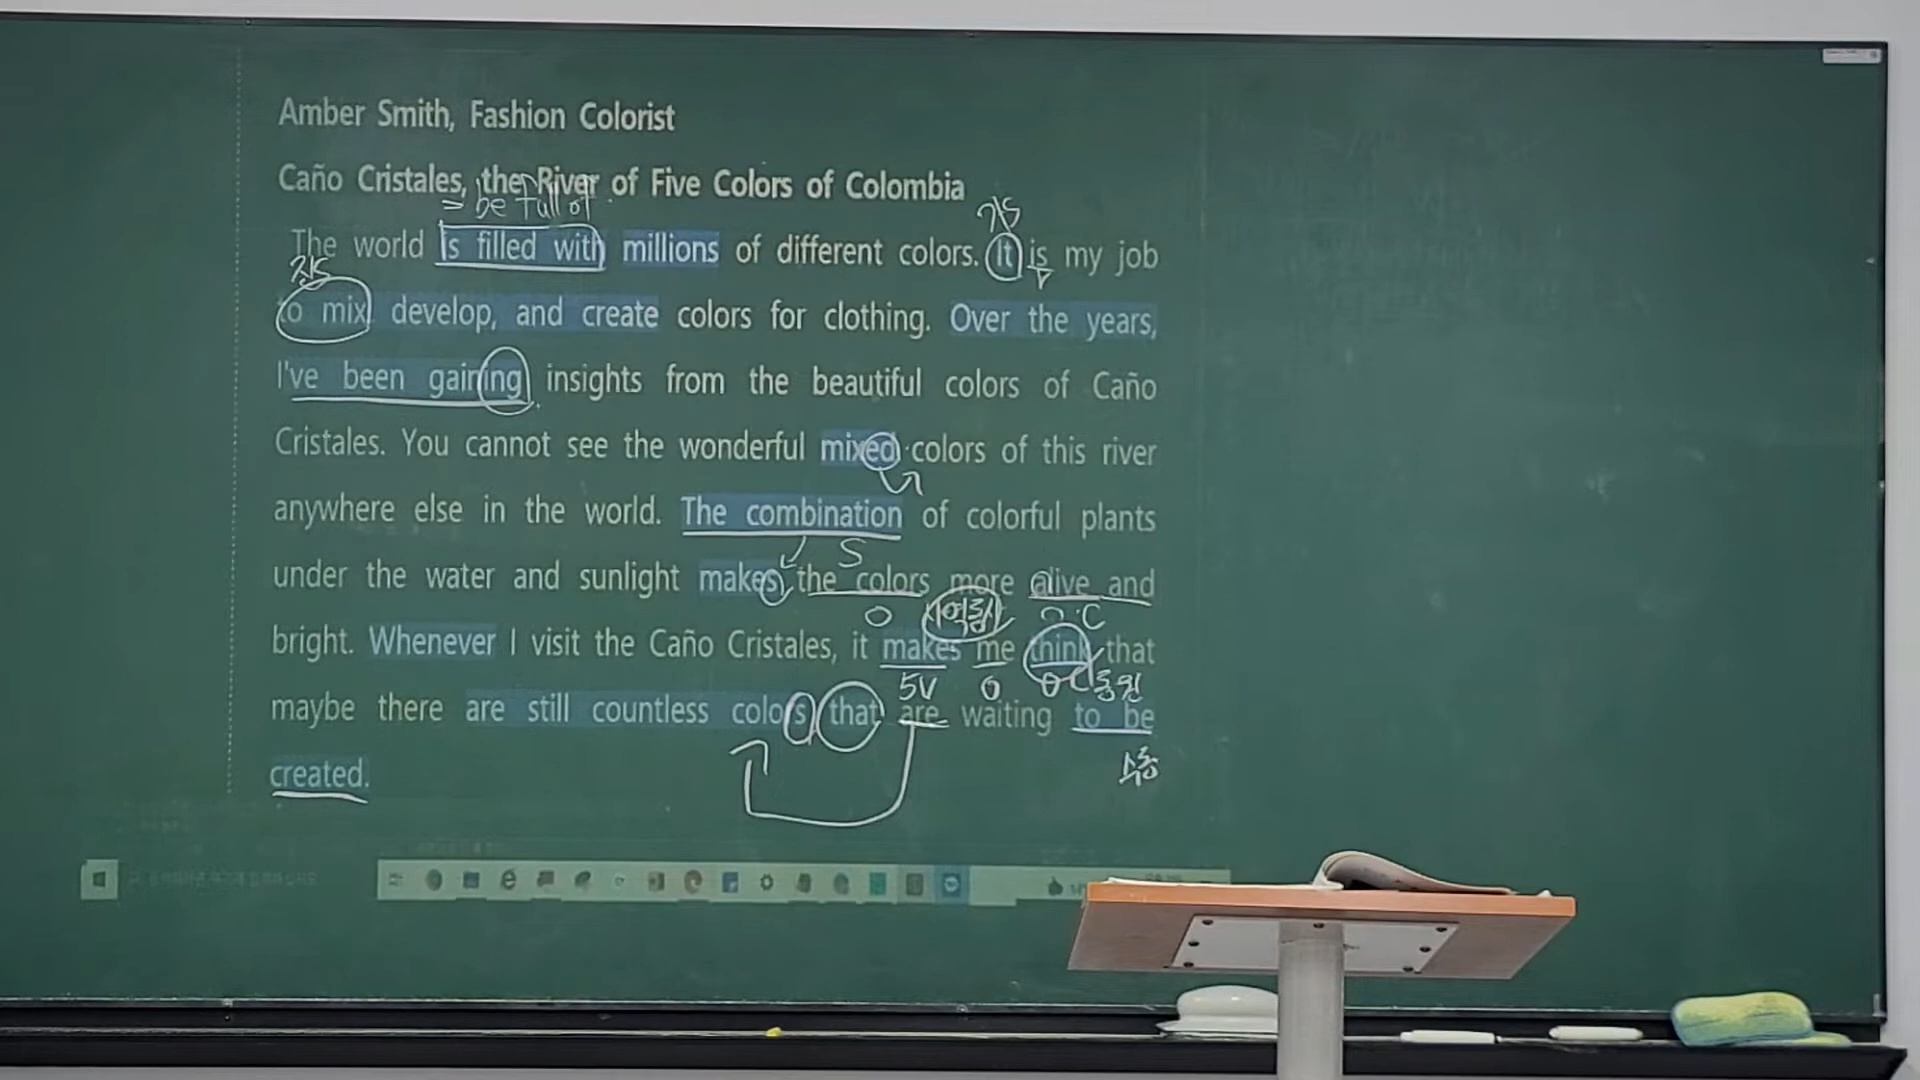 Amber Smith, Fashion Colorist
Caño Cristales, the River of Five Colors of Colombia
= be full of
가S
The world is filled with millions of different colors. It is my job
V
to mix, develop, and create colors for clothing. Over the years,
I've been gaining insights from the beautiful colors of Caño
Cristales. You cannot see the wonderful mixed colors of this river
anywhere else in the world. The combination of colorful plants
S
under the water and sunlight makes the colors more alive and
O O.C
bright. Whenever I visit the Caño Cristales, it makes me think that
5V O OC 동원
maybe there are still countless colors that are waiting to be
수동
created.